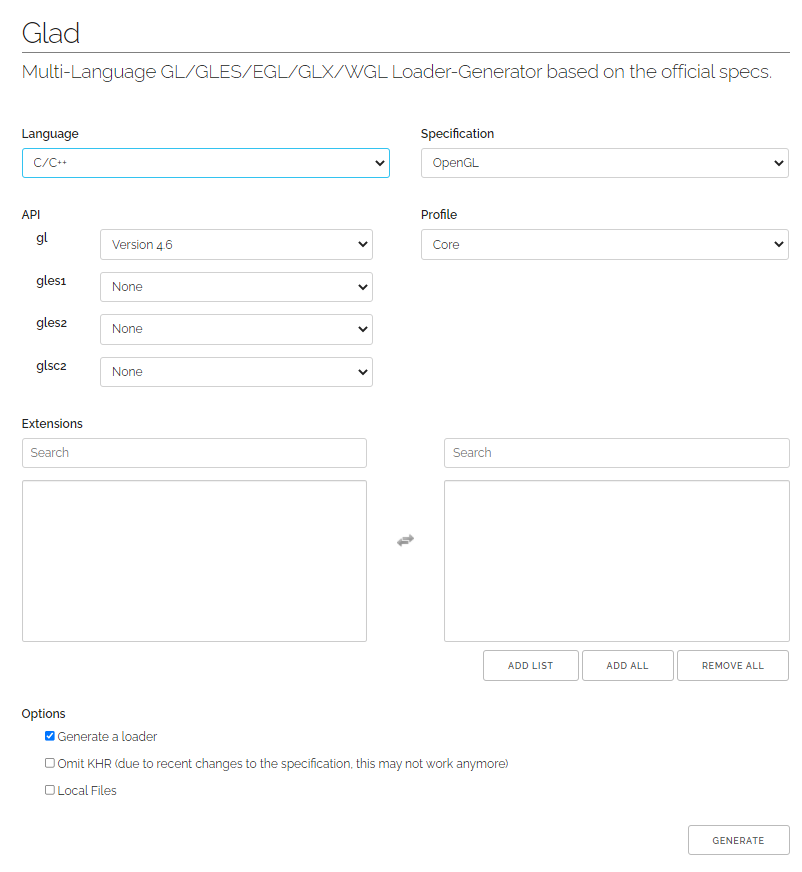 Glad
Multi-Language GL/GLES/EGL/GLX/WGL Loader-Generator based on the official specs.
Language
C/C++
Specification
OpenGL
API
gl
Version 4.6
gles1
None
gles2
None
glsc2
None
Profile
Core
Extensions
Search
Search
ADD LIST
ADD ALL
REMOVE ALL
Options
Generate a loader
Omit KHR (due to recent changes to the specification, this may not work anymore)
Local Files
GENERATE